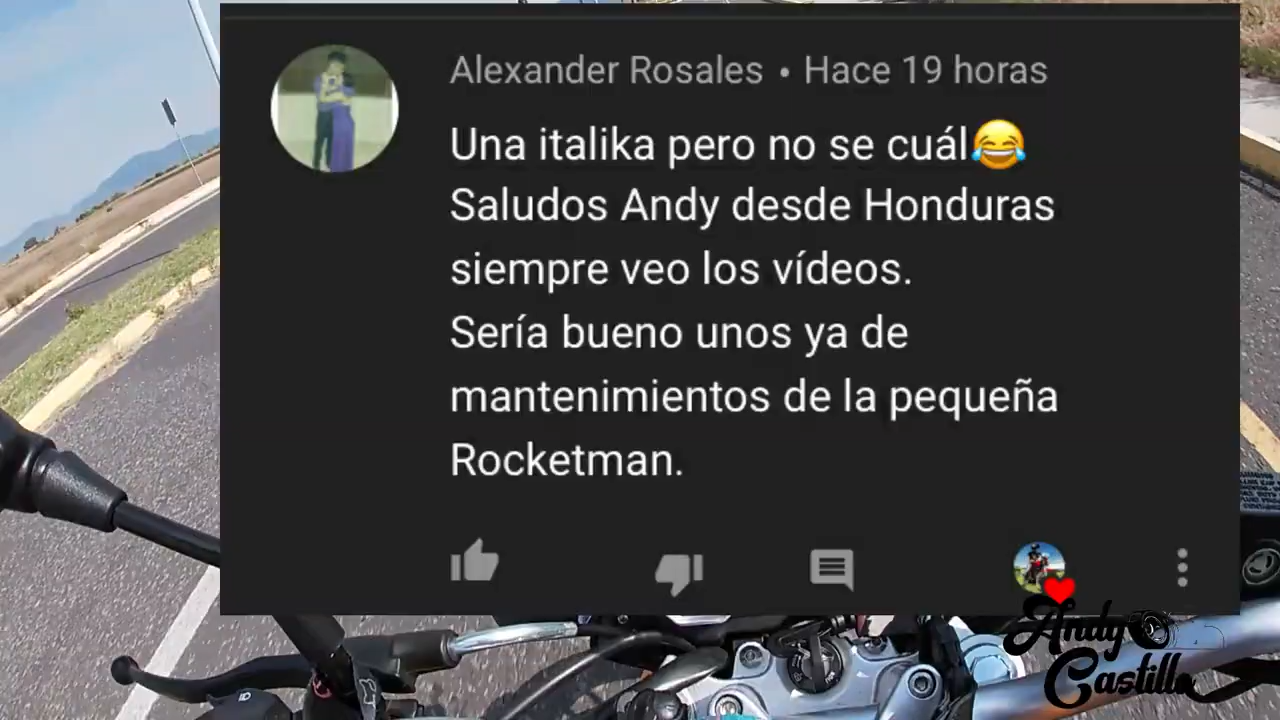 Alexander Rosales • Hace 19 horas
Una italika pero no se cuál😂
Saludos Andy desde Honduras
siempre veo los vídeos.
Sería bueno unos ya de
mantenimientos de la pequeña
Rocketman.
Andy
Castillo